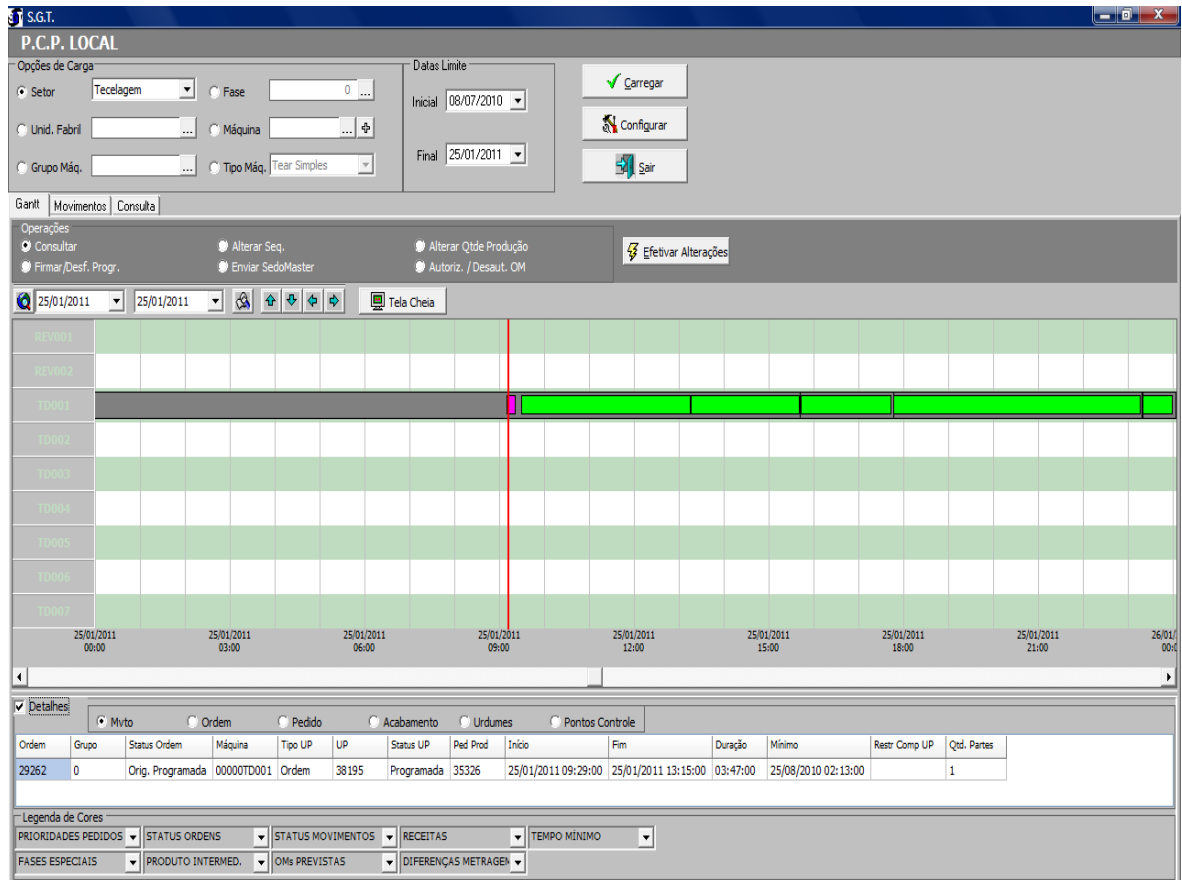 S.G.T.
P.C.P. LOCAL
Opções de Carga
Datas Limite
Setor Tecelagem Fase 0 ...
Inicial 08/07/2010
Carregar
Unid. Fabril ... Máquina ...
Configurar
Grupo Máq. ... Tipo Máq. Tear Simples
Final 25/01/2011
Sair
Gantt Movimentos Consulta
Operações
Consultar Alterar Seq. Alterar Qtde Produção
Efetivar Alterações
Firmar/Desf. Progr. Enviar SedoMaster Autoriz. / Desaut. OM
25/01/2011 25/01/2011 Tela Cheia
REV001
REV002
TD001
TD002
TD003
TD004
TD005
TD006
TD007
25/01/2011 25/01/2011 25/01/2011 25/01/2011 25/01/2011 25/01/2011 25/01/2011 25/01/2011 26/01/
00:00 03:00 06:00 09:00 12:00 15:00 18:00 21:00 00:0
Detalhes
Mvto Ordem Pedido Acabamento Urdumes Pontos Controle
Ordem Grupo Status Ordem Máquina Tipo UP UP Status UP Ped Prod Início Fim Duração Mínimo Restr Comp UP Qtd. Partes
29262 0 Orig. Programada 00000TD001 Ordem 38195 Programada 35326 25/01/2011 09:29:00 25/01/2011 13:15:00 03:47:00 25/08/2010 02:13:00 1
Legenda de Cores
PRIORIDADES PEDIDOS STATUS ORDENS STATUS MOVIMENTOS RECEITAS TEMPO MÍNIMO
FASES ESPECIAIS PRODUTO INTERMED. OMs PREVISTAS DIFERENÇAS METRAGEM